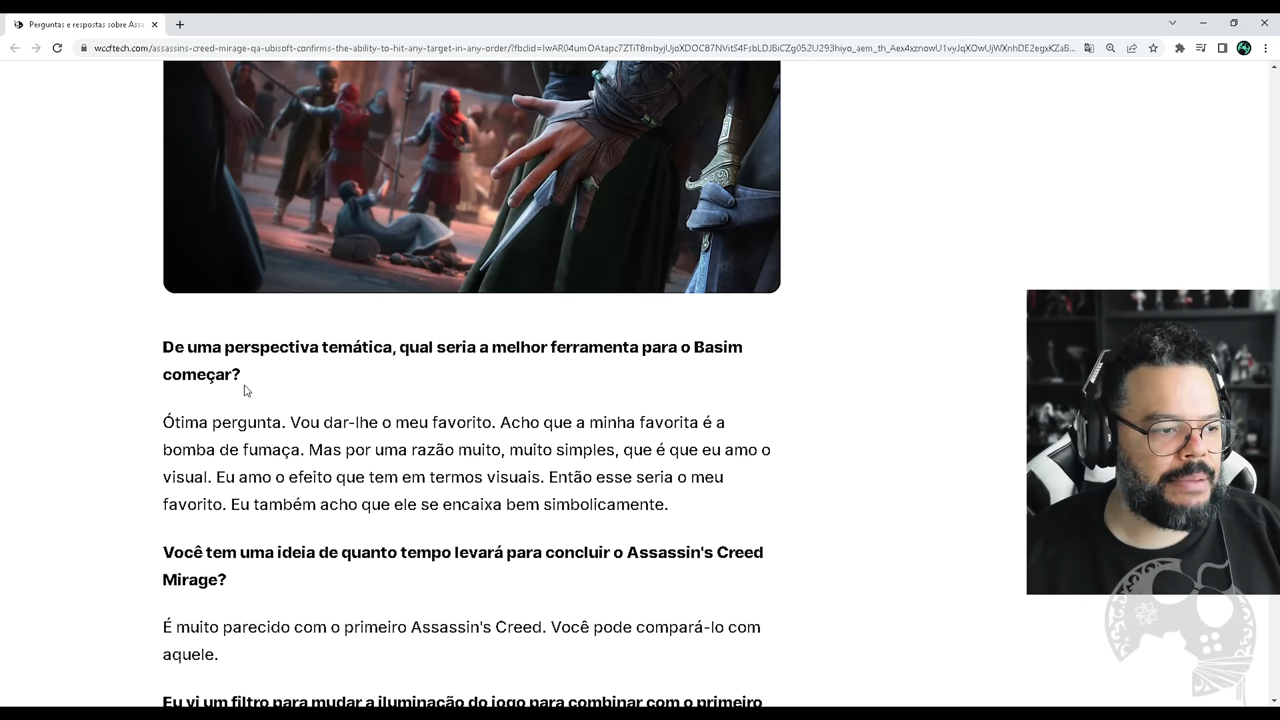 Perguntas e respostas sobre Assa
wccftech.com/assassins-creed-mirage-qa-ubisoft-confirms-the-ability-to-hit-any-target-in-any-order/?fbclid=
De uma perspectiva temática, qual seria a melhor ferramenta para o Basim
começar?
Ótima pergunta. Vou dar-lhe o meu favorito. Acho que a minha favorita é a
bomba de fumaça. Mas por uma razão muito, muito simples, que é que eu amo o
visual. Eu amo o efeito que tem em termos visuais. Então esse seria o meu
favorito. Eu também acho que ele se encaixa bem simbolicamente.
Você tem uma ideia de quanto tempo levará para concluir o Assassin's Creed
Mirage?
É muito parecido com o primeiro Assassin's Creed. Você pode compará-lo com
aquele.
Eu vi um filtro para mudar a iluminação do jogo para combinar com o primeiro